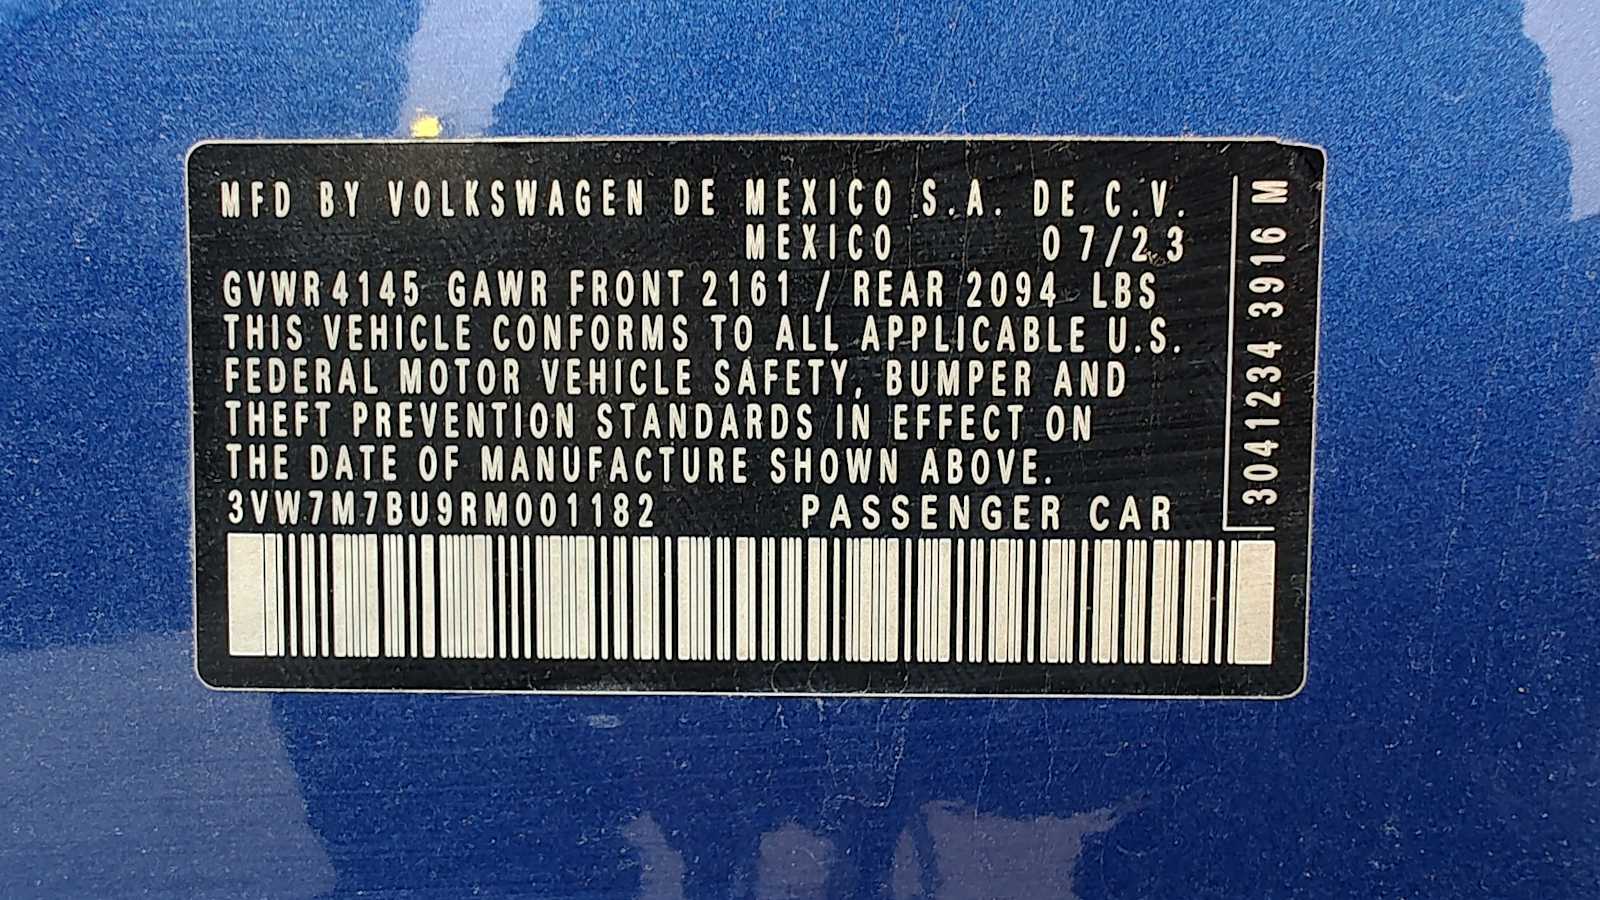 MFD BY VOLKSWAGEN DE MEXICO S.A. DE C.V.
MEXICO 07/23
GVWR 4145 GAWR FRONT 2161 / REAR 2094 LBS
THIS VEHICLE CONFORMS TO ALL APPLICABLE U.S.
FEDERAL MOTOR VEHICLE SAFETY, BUMPER AND
THEFT PREVENTION STANDARDS IN EFFECT ON
THE DATE OF MANUFACTURE SHOWN ABOVE.
3VW7M7BU9RM001182 PASSENGER CAR
3041234 3916 M